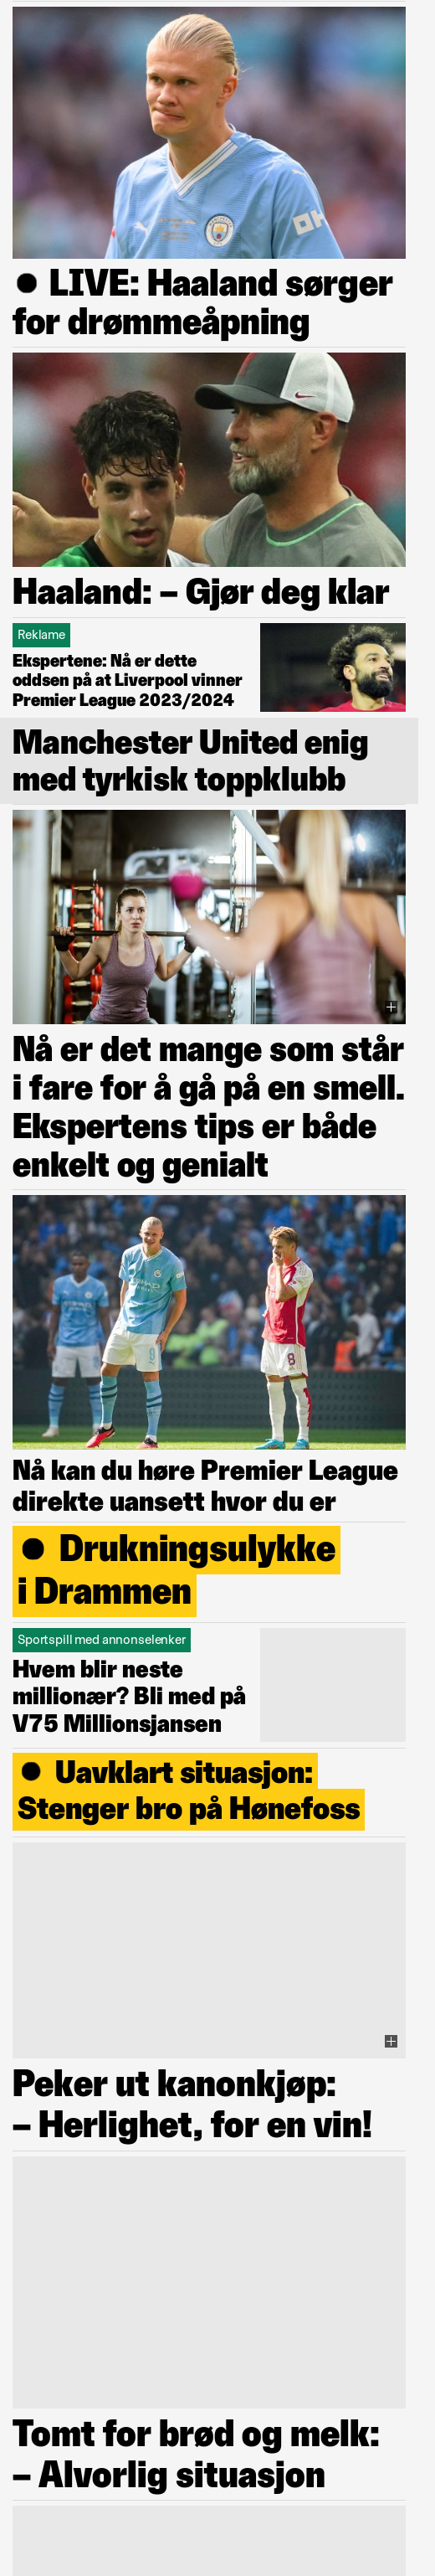 LIVE: Haaland sørger
for drømmeåpning
Haaland: – Gjør deg klar
Reklame
Ekspertene: Nå er dette
oddsen på at Liverpool vinner
Premier League 2023/2024
Manchester United enig
med tyrkisk toppklubb
Nå er det mange som står
i fare for å gå på en smell.
Ekspertens tips er både
enkelt og genialt
Nå kan du høre Premier League
direkte uansett hvor du er
Drukningsulykke
i Drammen
Sportspill med annonselenker
Hvem blir neste
millionær? Bli med på
V75 Millionsjansen
Uavklart situasjon:
Stenger bro på Hønefoss
Peker ut kanonkjøp:
– Herlighet, for en vin!
Tomt for brød og melk:
– Alvorlig situasjon